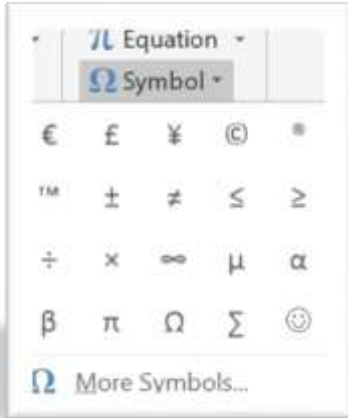 π Equation
Ω Symbol
€ £ ¥ © ®
™ ± ≠ ≤ ≥
÷ × ∞ µ α
β π Ω ∑ ☺
Ω More Symbols...